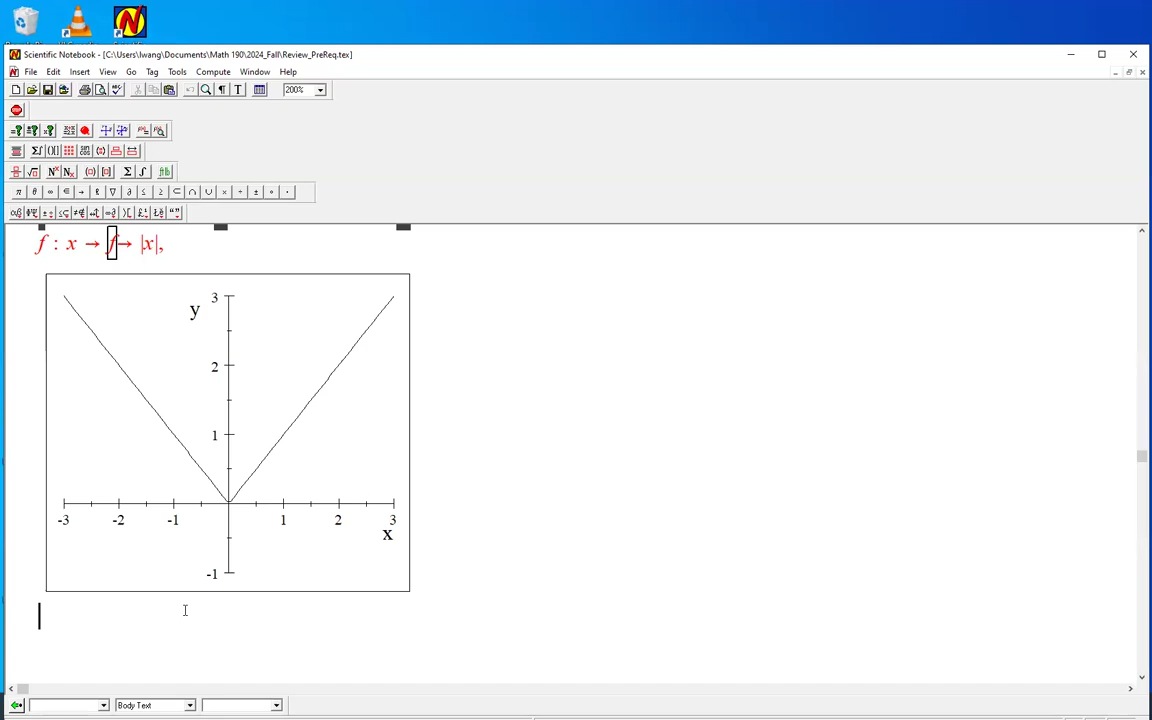 Scientific Notebook - [C:\Users\lwang\Documents\Math 190\2024_Fall\Review_PreReq.tex]
File Edit Insert View Go Tag Tools Compute Window Help
200%
π θ ∞ ∈ → ∇ ∂ ≤ ≥ ⊂ ∩ ∪ × ÷ ± ∘ ·
f : x → f → |x|,
y
3
2
1
-3 -2 -1 1 2 3
x
-1
Body Text